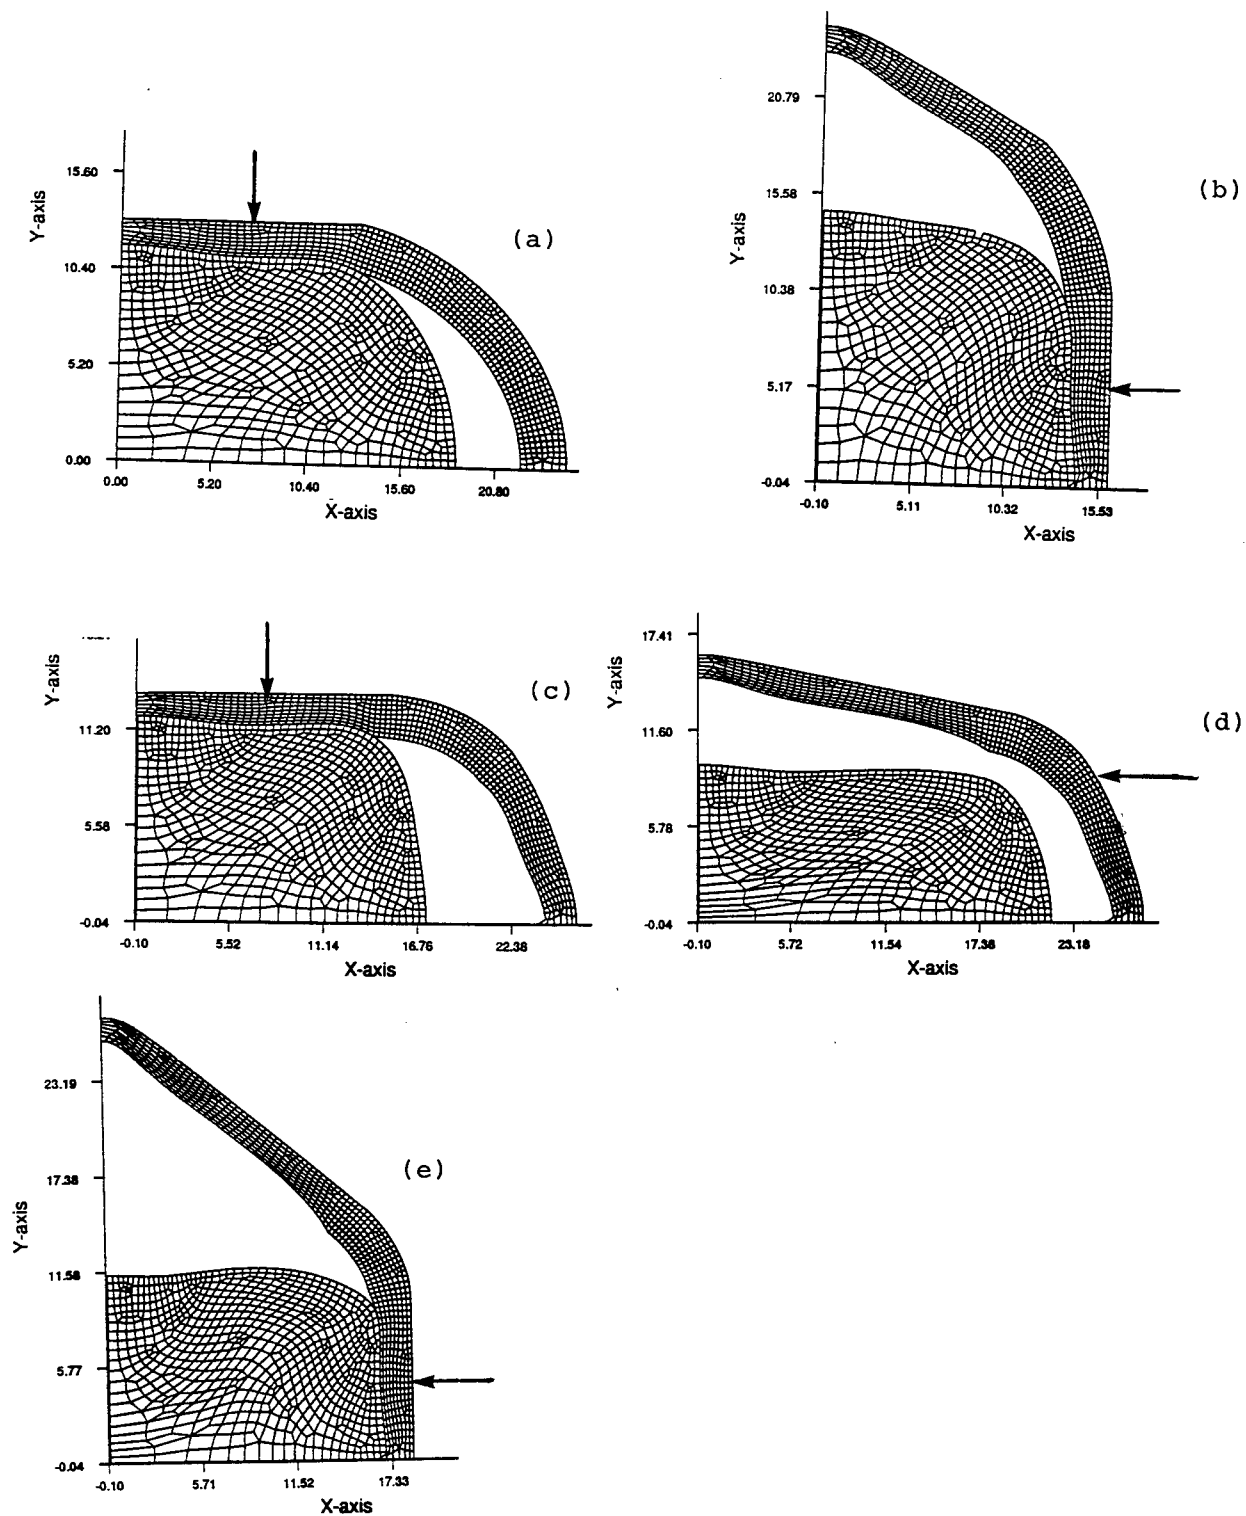 Y-axis
15.60
10.40
5.20
0.00
0.00 5.20 10.40 15.60 20.80
X-axis
(a)
Y-axis
20.79
15.58
10.38
5.17
-0.04
-0.10 5.11 10.32 15.53
X-axis
(b)
Y-axis
11.20
5.58
-0.04
-0.10 5.52 11.14 16.76 22.38
X-axis
(c)
Y-axis
17.41
11.60
5.78
-0.04
-0.10 5.72 11.54 17.36 23.18
X-axis
(d)
Y-axis
23.19
17.38
11.58
5.77
-0.04
-0.10 5.71 11.52 17.33
X-axis
(e)